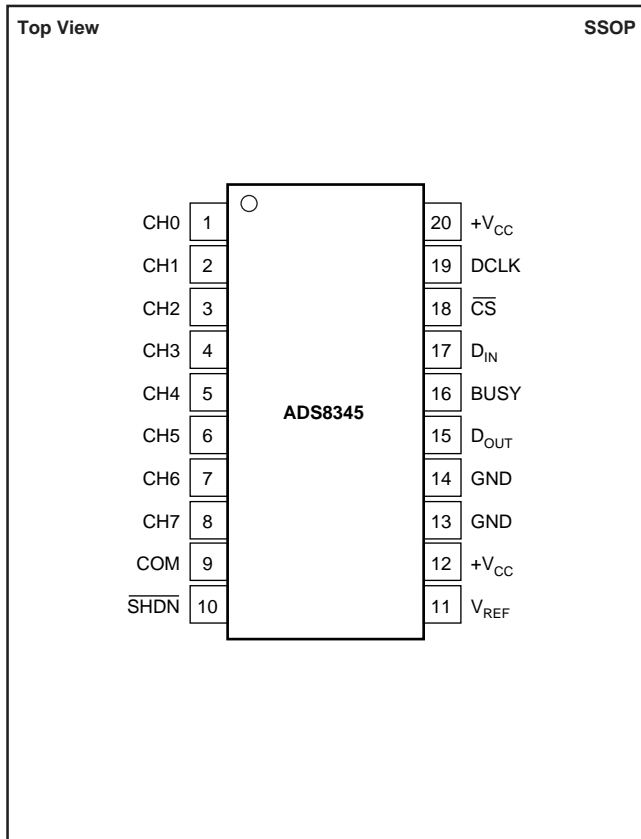 Top View SSOP
CH0 1 20 +VCC
CH1 2 19 DCLK
CH2 3 18 C̅S̅
CH3 4 17 DIN
CH4 5 16 BUSY
ADS8345
CH5 6 15 DOUT
CH6 7 14 GND
CH7 8 13 GND
COM 9 12 +VCC
S̅H̅D̅N̅ 10 11 VREF